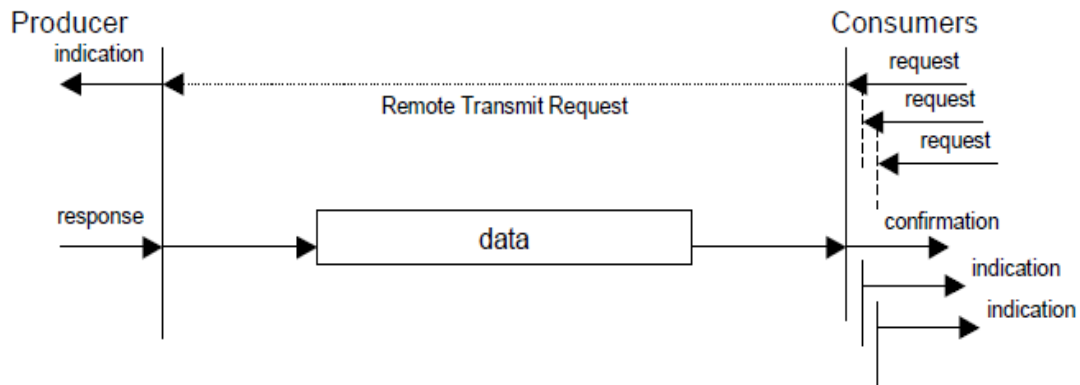 Producer
Consumers
indication
request
Remote Transmit Request
request
request
response
data
confirmation
indication
indication